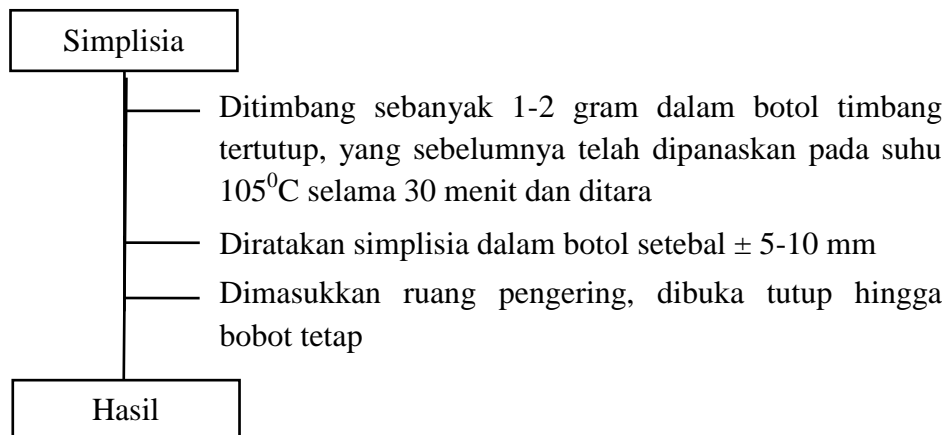 Simplisia
Ditimbang sebanyak 1-2 gram dalam botol timbang
tertutup, yang sebelumnya telah dipanaskan pada suhu
105⁰C selama 30 menit dan ditara
Diratakan simplisia dalam botol setebal ± 5-10 mm
Dimasukkan ruang pengering, dibuka tutup hingga
bobot tetap
Hasil